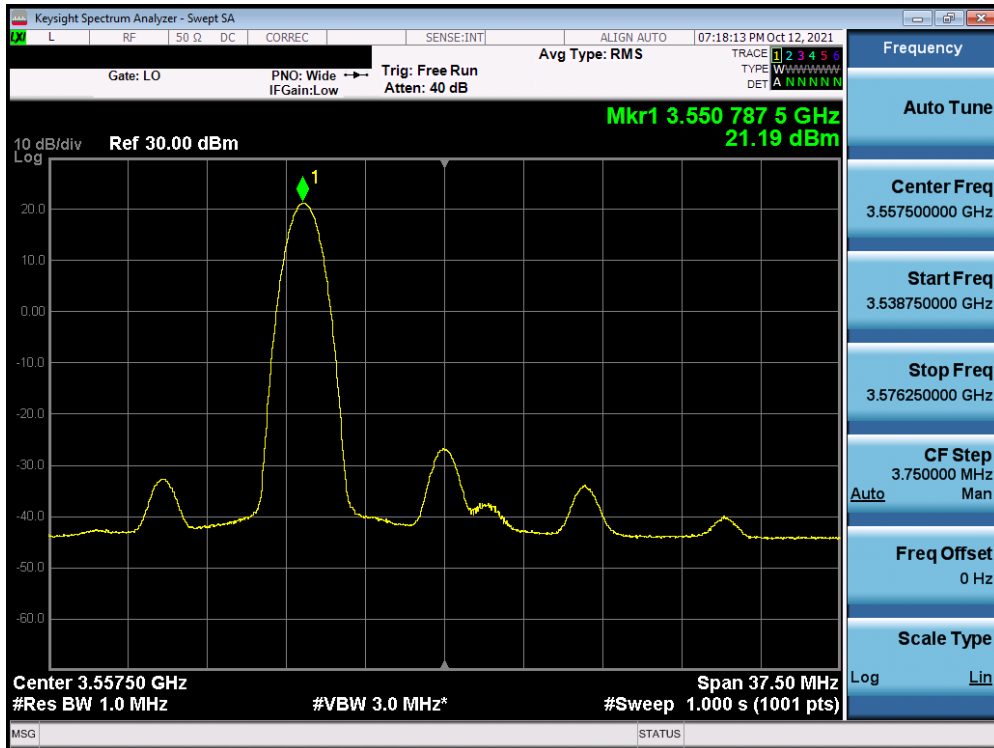 Keysight Spectrum Analyzer - Swept SA
LXI L RF 50 Ω DC CORREC SENSE:INT ALIGN AUTO 07:18:13 PM Oct 12, 2021
Frequency
Avg Type: RMS TRACE 1 2 3 4 5 6
TYPE WWWWWW
DET A N N N N N
Gate: LO PNO: Wide Trig: Free Run
IFGain:Low Atten: 40 dB
Auto Tune
Mkr1 3.550 787 5 GHz
21.19 dBm
10 dB/div Ref 30.00 dBm
Log
1
20.0
10.0
0.00
-10.0
-20.0
-30.0
-40.0
-50.0
-60.0
Center Freq
3.557500000 GHz
Start Freq
3.538750000 GHz
Stop Freq
3.576250000 GHz
CF Step
3.750000 MHz
Auto Man
Freq Offset
0 Hz
Scale Type
Log Lin
Center 3.55750 GHz Span 37.50 MHz
#Res BW 1.0 MHz #VBW 3.0 MHz* #Sweep 1.000 s (1001 pts)
MSG STATUS